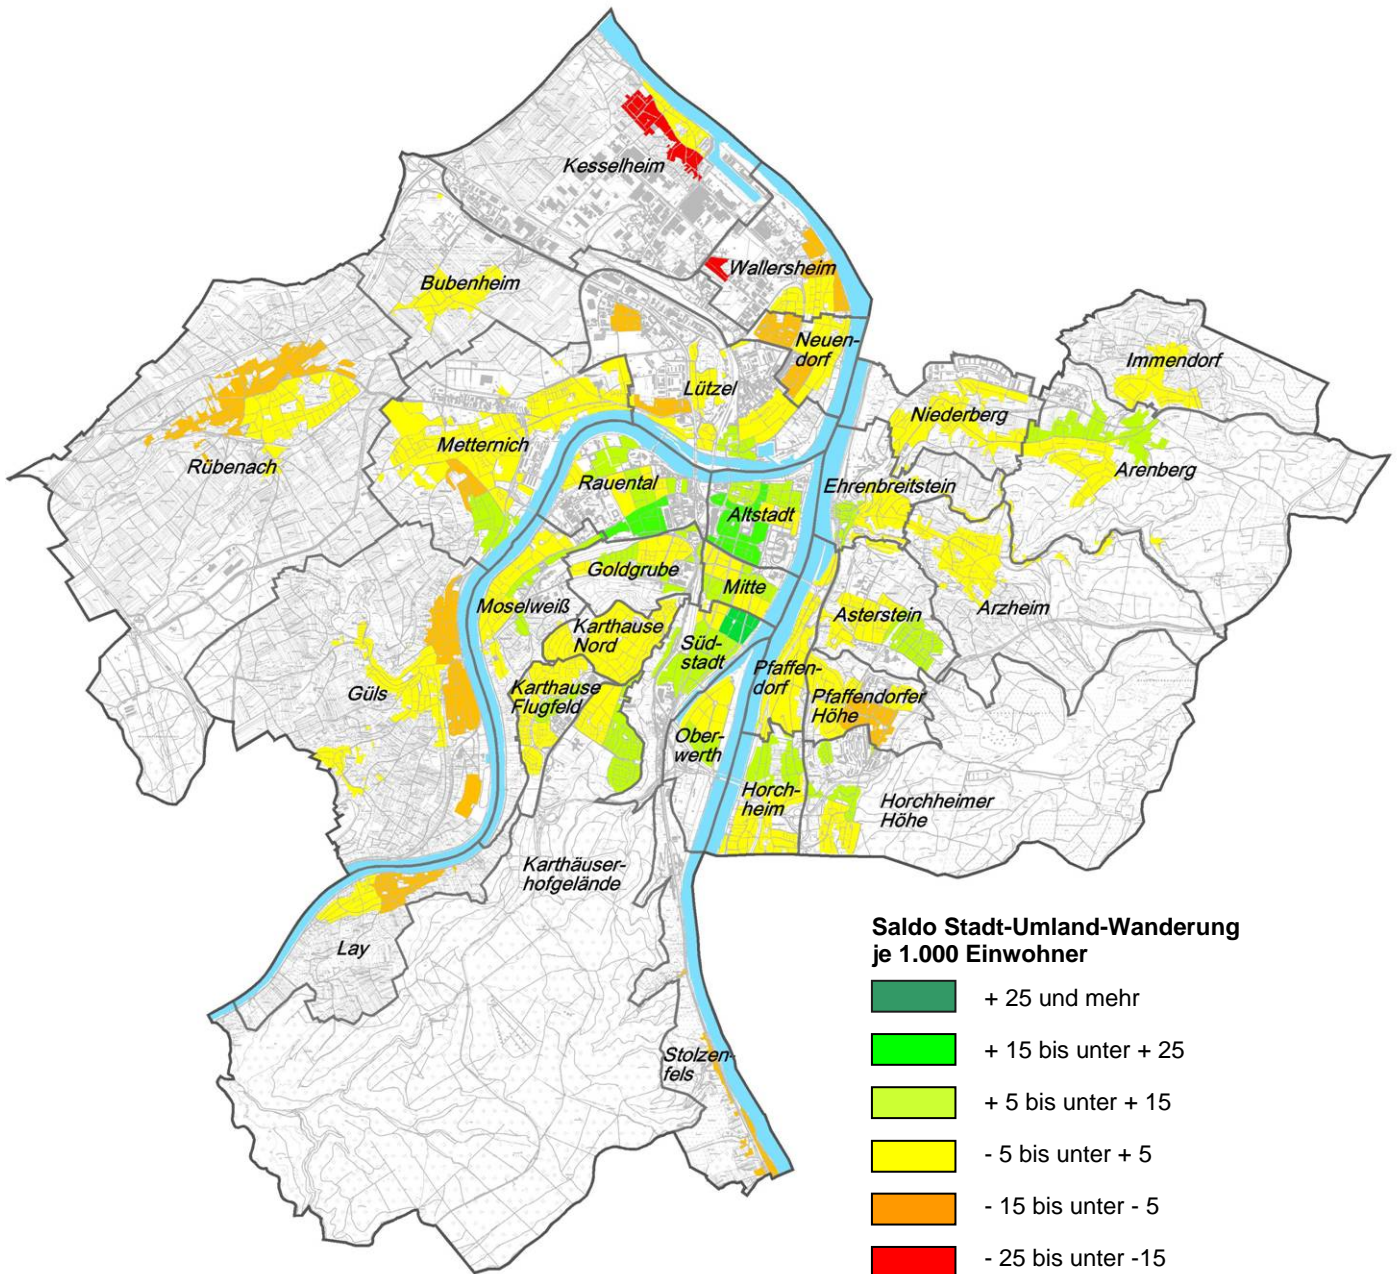 Kesselheim
Wallersheim
Bubenheim
Neuen-
dorf
Immendorf
Lützel
Niederberg
Metternich
Rübenach
Arenberg
Rauental
Ehrenbreitstein
Altstadt
Goldgrube
Mitte
Moselweiß
Arzheim
Asterstein
Karthause
Nord
Süd-
stadt
Pfaffen-
dorf
Güls
Karthause
Flugfeld
Pfaffendorfer
Höhe
Ober-
werth
Horch-
heim
Horchheimer
Höhe
Karthäuser-
hofgelände
Lay
Stolzen-
fels
Saldo Stadt-Umland-Wanderung
je 1.000 Einwohner
+ 25 und mehr
+ 15 bis unter + 25
+ 5 bis unter + 15
- 5 bis unter + 5
- 15 bis unter - 5
- 25 bis unter -15